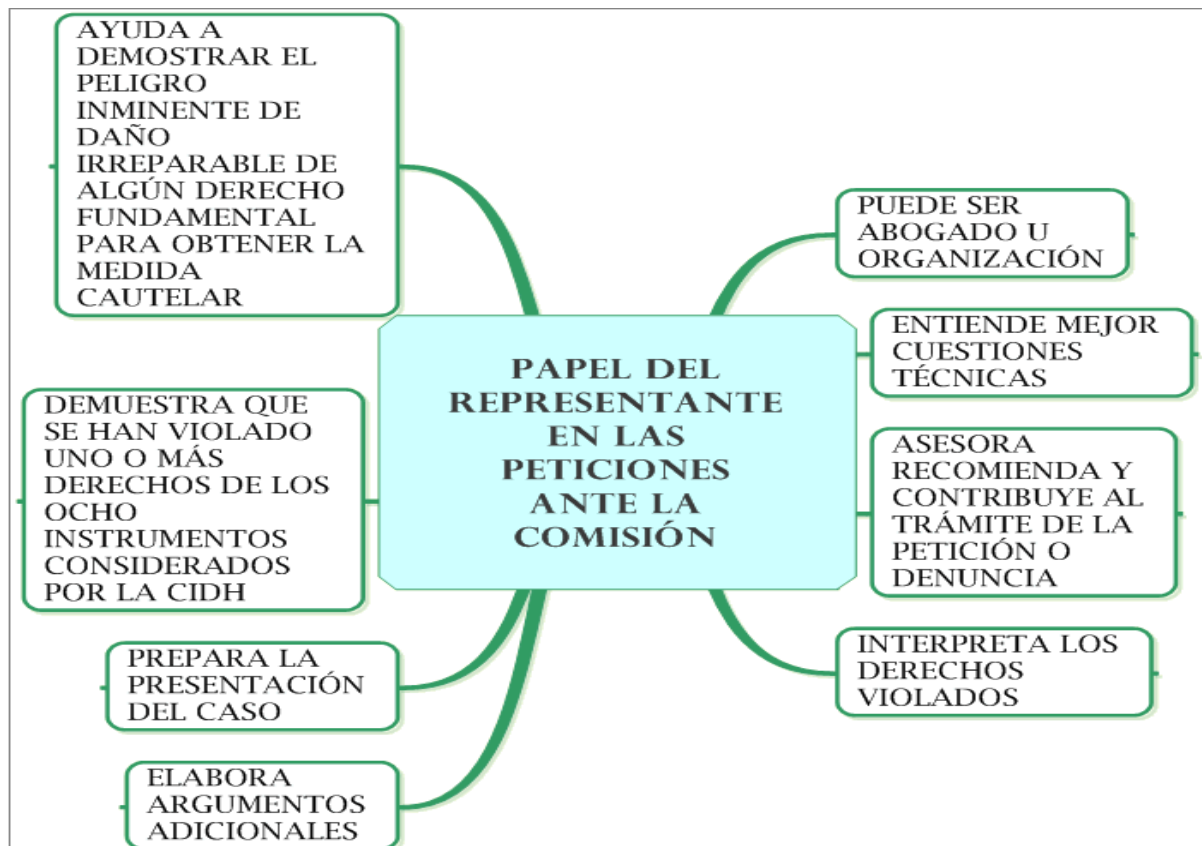 AYUDA A
DEMOSTRAR EL
PELIGRO
INMINENTE DE
DAÑO
IRREPARABLE DE
ALGÚN DERECHO
FUNDAMENTAL
PARA OBTENER LA
MEDIDA
CAUTELAR
DEMUESTRA QUE
SE HAN VIOLADO
UNO O MÁS
DERECHOS DE LOS
OCHO
INSTRUMENTOS
CONSIDERADOS
POR LA CIDH
PREPARA LA
PRESENTACIÓN
DEL CASO
ELABORA
ARGUMENTOS
ADICIONALES
PAPEL DEL
REPRESENTANTE
EN LAS
PETICIONES
ANTE LA
COMISIÓN
PUEDE SER
ABOGADO U
ORGANIZACIÓN
ENTIENDE MEJOR
CUESTIONES
TÉCNICAS
ASESORA
RECOMIENDA Y
CONTRIBUYE AL
TRÁMITE DE LA
PETICIÓN O
DENUNCIA
INTERPRETA LOS
DERECHOS
VIOLADOS